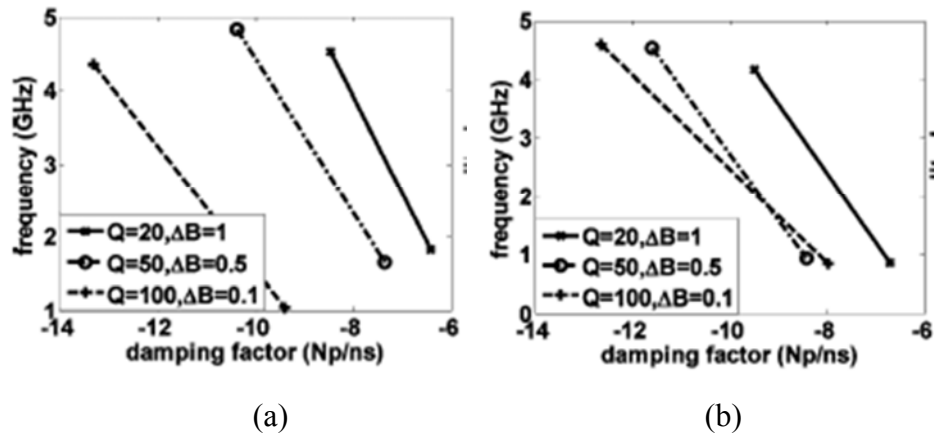 5
4
3
2
1
frequency (GHz)
Q=20,ΔB=1
Q=50,ΔB=0.5
Q=100,ΔB=0.1
-14 -12 -10 -8 -6
damping factor (Np/ns)
(a)
5
4
3
2
1
0
frequency (GHz)
Q=20,ΔB=1
Q=50,ΔB=0.5
Q=100,ΔB=0.1
-14 -12 -10 -8 -6
damping factor (Np/ns)
(b)